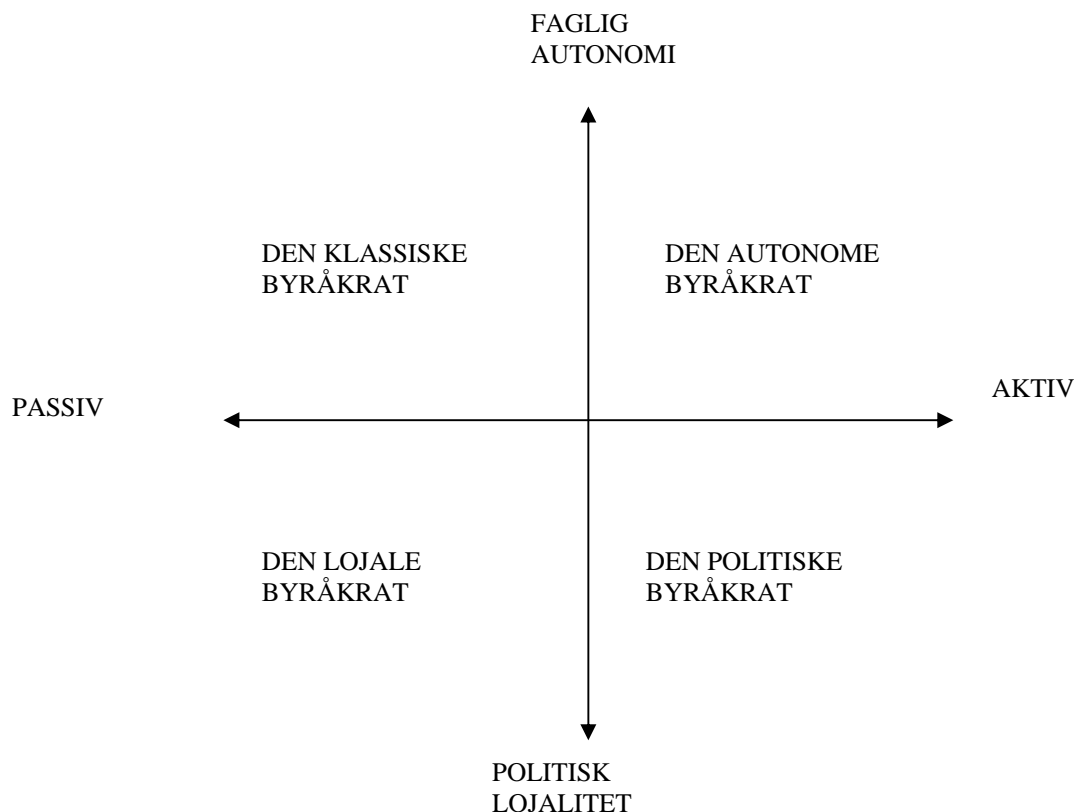 FAGLIG
AUTONOMI
DEN KLASSISKE
BYRÅKRAT
DEN AUTONOME
BYRÅKRAT
PASSIV
AKTIV
DEN LOJALE
BYRÅKRAT
DEN POLITISKE
BYRÅKRAT
POLITISK
LOJALITET